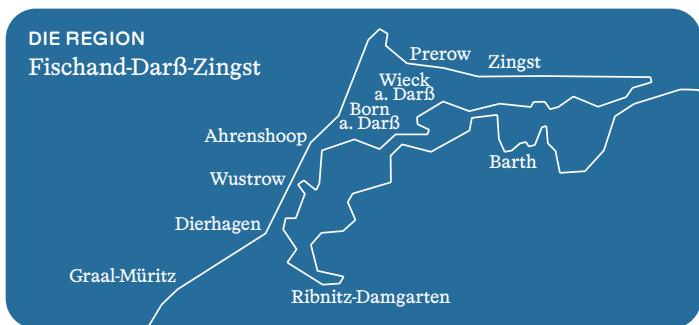 DIE REGION
Fischand-Darß-Zingst
Prerow
Zingst
Wieck
a. Darß
Born
a. Darß
Ahrenshoop
Barth
Wustrow
Dierhagen
Graal-Müritz
Ribnitz-Damgarten